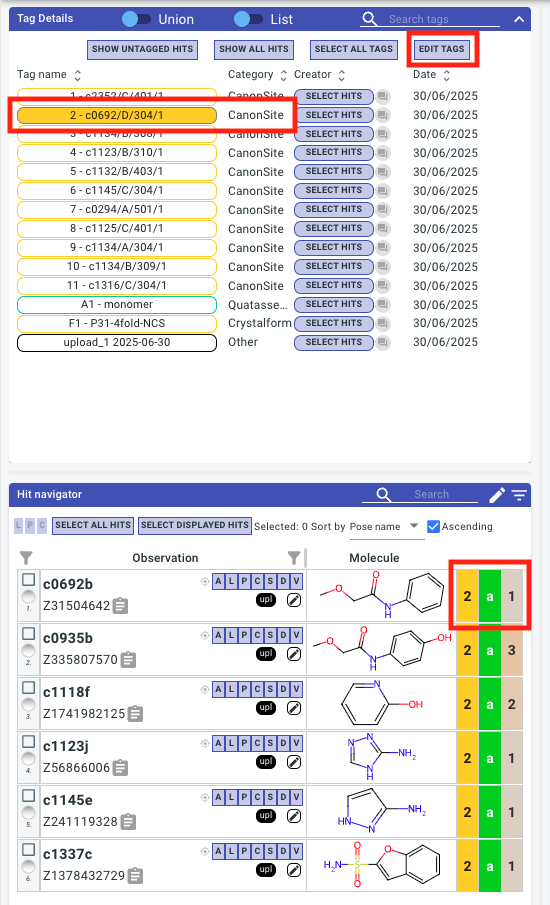 Tag Details Union List Search tags
SHOW UNTAGGED HITS SHOW ALL HITS SELECT ALL TAGS EDIT TAGS
Tag name Category Creator Date
1 - c2352/C/401/1 CanonSite SELECT HITS 30/06/2025
2 - c0692/D/304/1 CanonSite SELECT HITS 30/06/2025
3 - c1134/B/308/1 CanonSite SELECT HITS 30/06/2025
4 - c1123/B/310/1 CanonSite SELECT HITS 30/06/2025
5 - c1132/B/403/1 CanonSite SELECT HITS 30/06/2025
6 - c1145/C/304/1 CanonSite SELECT HITS 30/06/2025
7 - c0294/A/501/1 CanonSite SELECT HITS 30/06/2025
8 - c1125/C/401/1 CanonSite SELECT HITS 30/06/2025
9 - c1134/A/304/1 CanonSite SELECT HITS 30/06/2025
10 - c1134/B/309/1 CanonSite SELECT HITS 30/06/2025
11 - c1316/C/304/1 CanonSite SELECT HITS 30/06/2025
A1 - monomer Quatasse... SELECT HITS 30/06/2025
F1 - P31-4fold-NCS Crystalform SELECT HITS 30/06/2025
upload_1 2025-06-30 Other SELECT HITS 30/06/2025
Hit navigator Search
L P C SELECT ALL HITS SELECT DISPLAYED HITS Selected: 0 Sort by Pose name Ascending
Observation Molecule
c0692b A L P C S D V O O NH 2 a 1
1. Z31504642 upl
c0935b A L P C S D V O O NH OH 2 a 3
2. Z335807570 upl
c1118f A L P C S D V N OH 2 a 2
3. Z1741982125 upl
c1123j A L P C S D V N N NH NH2 2 a 1
4. Z56866006 upl
c1145e A L P C S D V HN N NH2 2 a 1
5. Z241119328 upl
c1337c A L P C S D V H2N S O O O 2 a 1
6. Z1378432729 upl